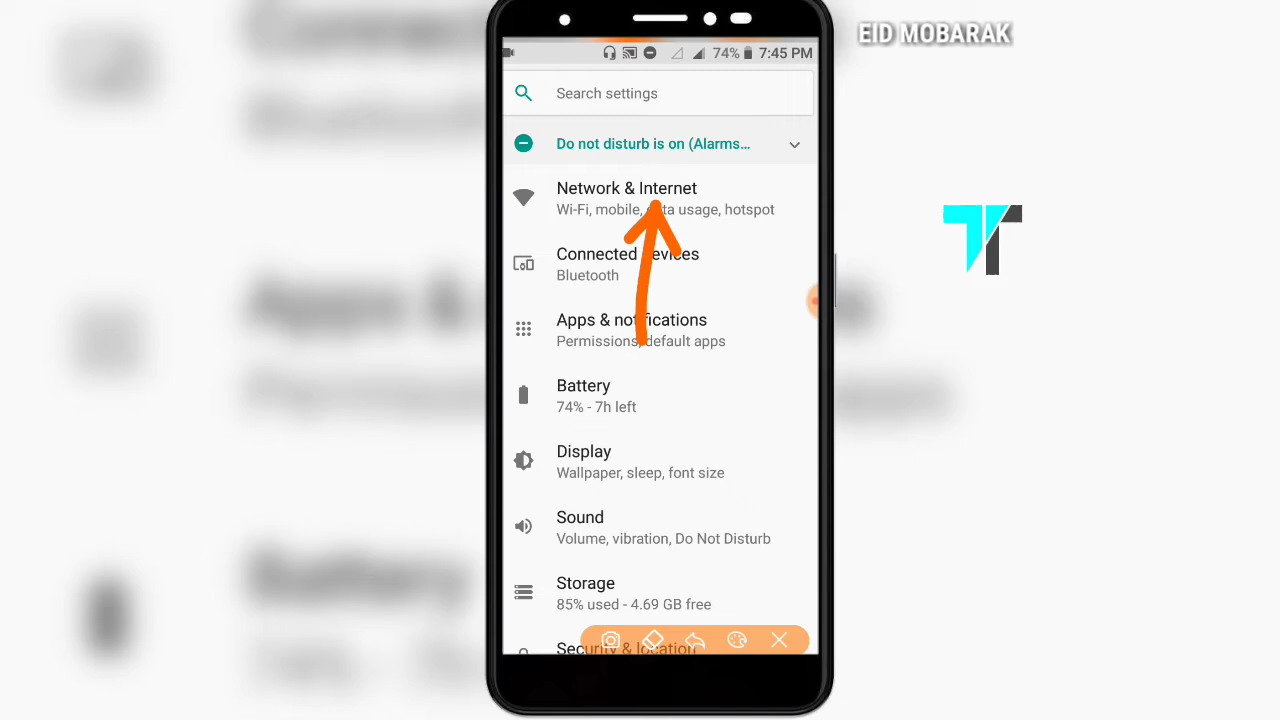 EID MOBARAK
74% 7:45 PM
Search settings
Do not disturb is on (Alarms...
Network & Internet
Wi-Fi, mobile, data usage, hotspot
Connected devices
Bluetooth
Apps & notifications
Permissions, default apps
Battery
74% - 7h left
Display
Wallpaper, sleep, font size
Sound
Volume, vibration, Do Not Disturb
Storage
85% used - 4.69 GB free
Security & location